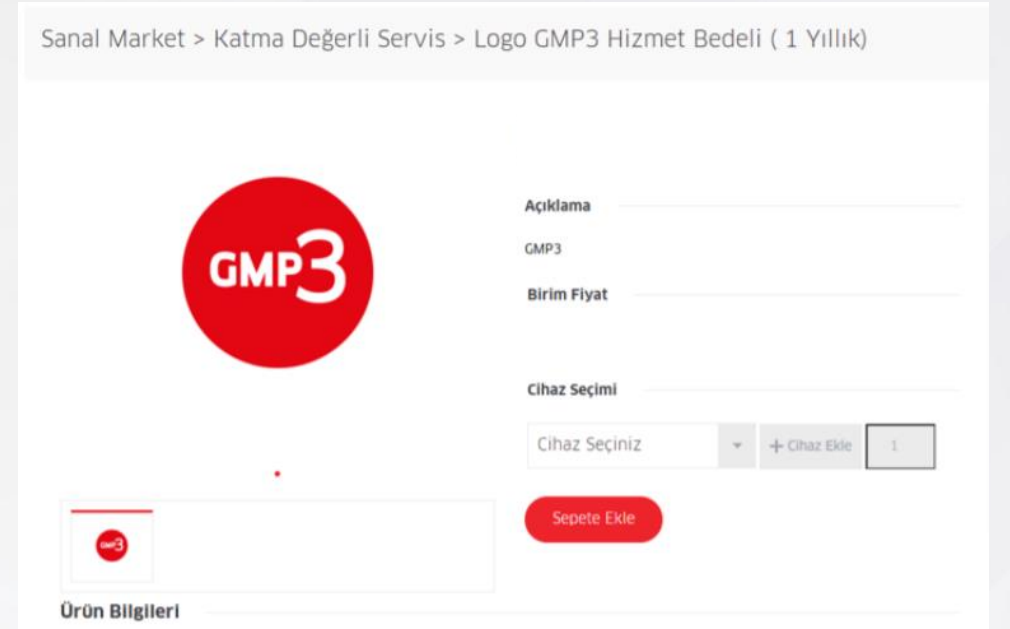 Sanal Market > Katma Değerli Servis > Logo GMP3 Hizmet Bedeli ( 1 Yıllık)
GMP3
Açıklama
GMP3
Birim Fiyat
Cihaz Seçimi
Cihaz Seçiniz
+ Cihaz Ekle
1
Sepete Ekle
GMP3
Ürün Bilgileri